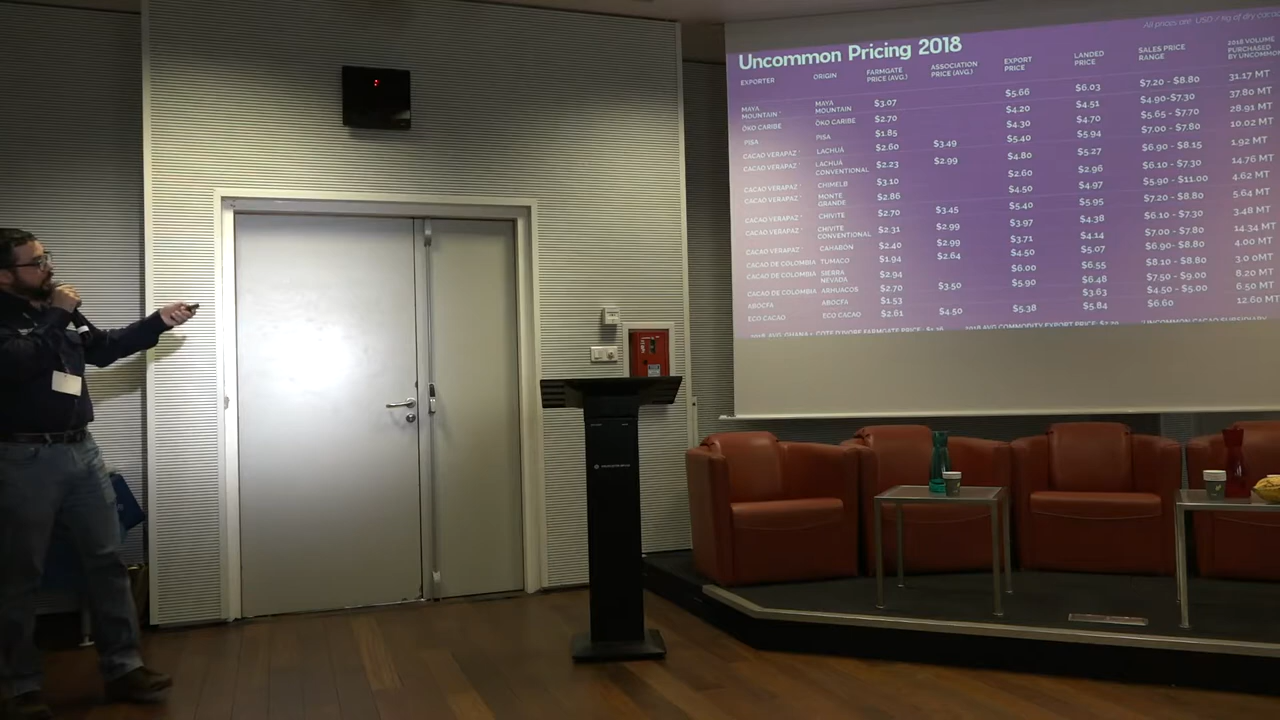 All prices are USD / Kg of dry cacao
Uncommon Pricing 2018
EXPORTER ORIGIN FARMGATE PRICE (AVG.) ASSOCIATION PRICE (AVG.) EXPORT PRICE LANDED PRICE SALES PRICE RANGE 2018 VOLUME PURCHASED BY UNCOMMON
MAYA MOUNTAIN * MAYA MOUNTAIN $3.07 $5.66 $6.03 $7.20 - $8.80 31.17 MT
ÖKO CARIBE ÖKO CARIBE $2.70 $4.20 $4.51 $4.90-$7.30 37.80 MT
PISA PISA $1.85 $4.30 $4.70 $5.65 - $7.70 28.91 MT
CACAO VERAPAZ * LACHUÁ $2.60 $3.49 $5.40 $5.94 $7.00 - $7.80 10.02 MT
CACAO VERAPAZ * LACHUÁ CONVENTIONAL $2.23 $2.99 $4.80 $5.27 $6.90 - $8.15 1.92 MT
CACAO VERAPAZ * CHIMELB $3.10 $2.60 $2.96 $6.10 - $7.30 14.76 MT
CACAO VERAPAZ * MONTE GRANDE $2.86 $4.50 $4.97 $5.90 - $11.00 4.62 MT
CACAO VERAPAZ * CHIVITE $2.70 $3.45 $5.40 $5.95 $7.20 - $8.80 5.64 MT
CACAO VERAPAZ * CHIVITE CONVENTIONAL $2.31 $2.99 $3.97 $4.38 $6.10 - $7.30 3.48 MT
CACAO VERAPAZ * CAHABÓN $2.40 $2.99 $3.71 $4.14 $7.00 - $7.80 14.34 MT
CACAO DE COLOMBIA TUMACO $1.94 $2.64 $4.50 $5.07 $6.90- $8.80 4.00 MT
CACAO DE COLOMBIA SIERRA NEVADA $2.94 $6.00 $6.55 $8.10 - $8.80 3.00MT
CACAO DE COLOMBIA ARHUACOS $2.70 $3.50 $5.90 $6.48 $7.50 - $9.00 8.20 MT
ABOCFA ABOCFA $1.53 $3.63 $4.50 - $5.00 6.50 MT
ECO CACAO ECO CACAO $2.61 $4.50 $5.38 $5.84 $6.60 12.60 MT